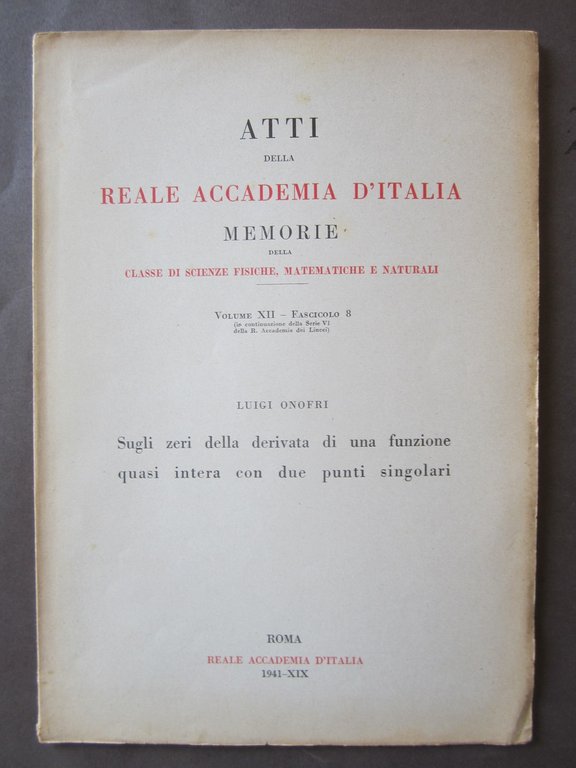 ATTI
DELLA
REALE ACCADEMIA D'ITALIA
MEMORIE
DELLA
CLASSE DI SCIENZE FISICHE, MATEMATICHE E NATURALI
VOLUME XII – FASCICOLO 8
(in continuazione della Serie VI
della R. Accademia dei Lincei)
LUIGI ONOFRI
Sugli zeri della derivata di una funzione
quasi intera con due punti singolari
ROMA
REALE ACCADEMIA D'ITALIA
1941-XIX